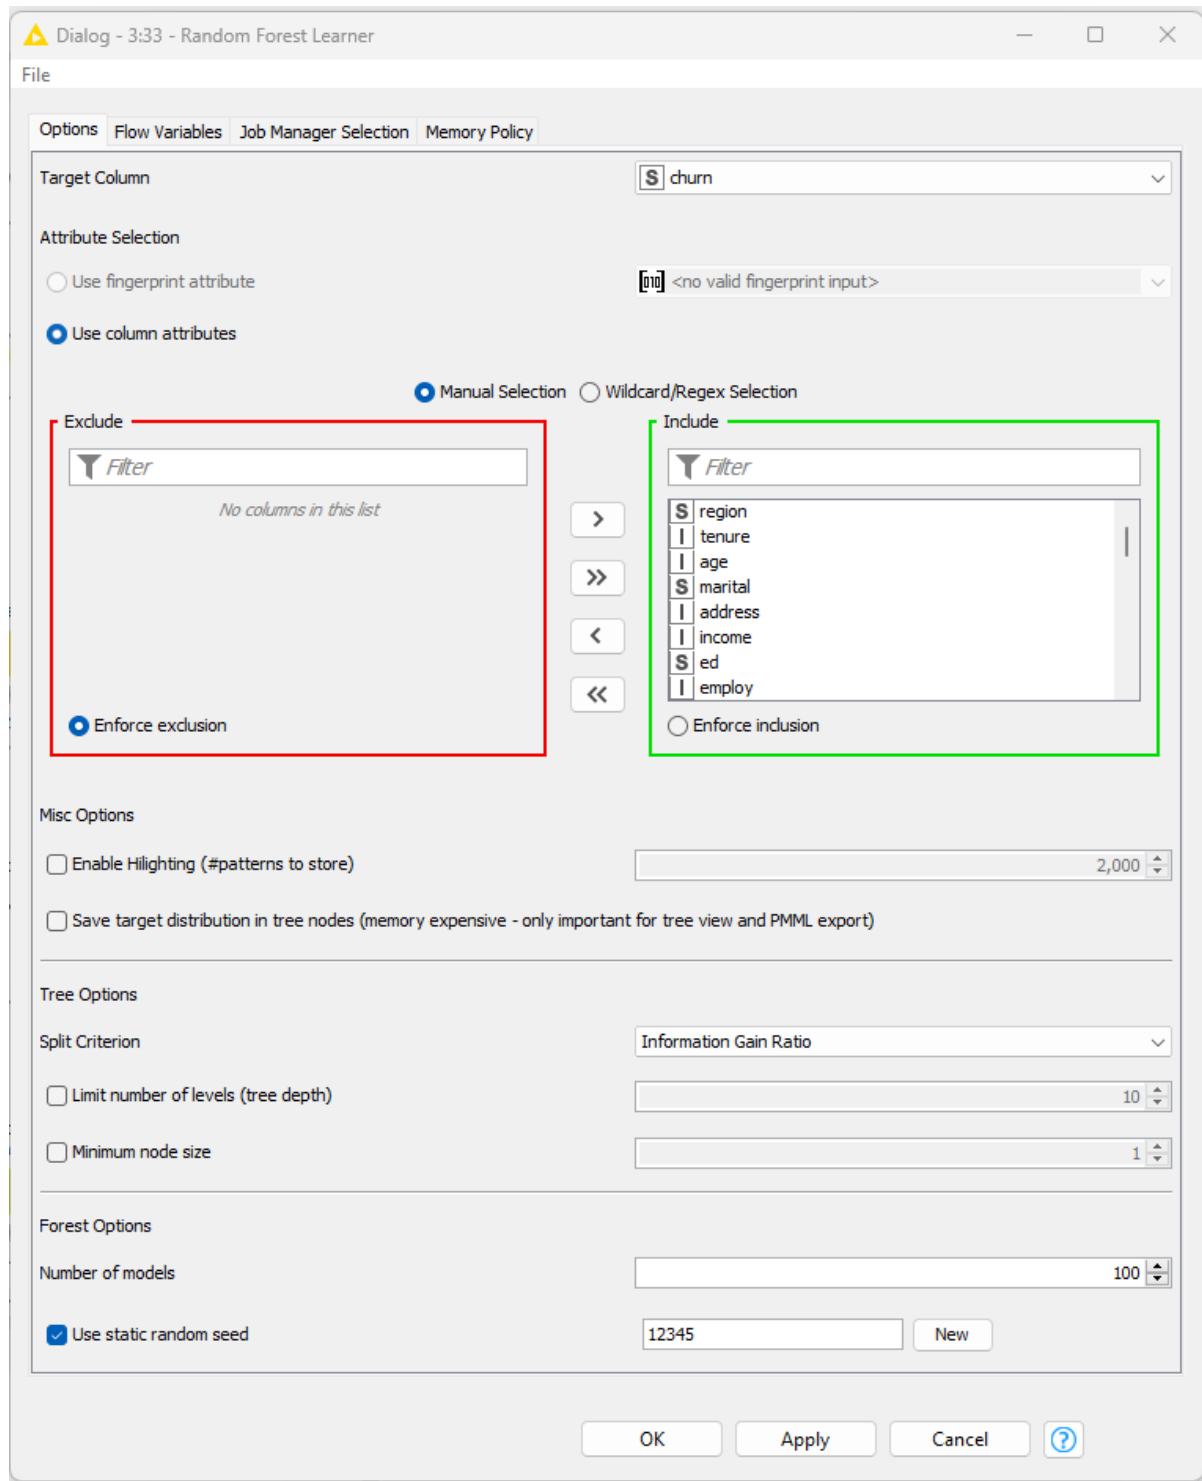 Dialog - 3:33 - Random Forest Learner
File
Options Flow Variables Job Manager Selection Memory Policy
Target Column S churn
Attribute Selection
Use fingerprint attribute [010] <no valid fingerprint input>
Use column attributes
Manual Selection Wildcard/Regex Selection
Exclude Include
Filter Filter
No columns in this list
S region
I tenure
I age
S marital
I address
I income
S ed
I employ
> 
>>
<
<<
Enforce exclusion Enforce inclusion
Misc Options
Enable Hilighting (#patterns to store) 2,000
Save target distribution in tree nodes (memory expensive - only important for tree view and PMML export)
Tree Options
Split Criterion Information Gain Ratio
Limit number of levels (tree depth) 10
Minimum node size 1
Forest Options
Number of models 100
Use static random seed 12345 New
OK Apply Cancel ?